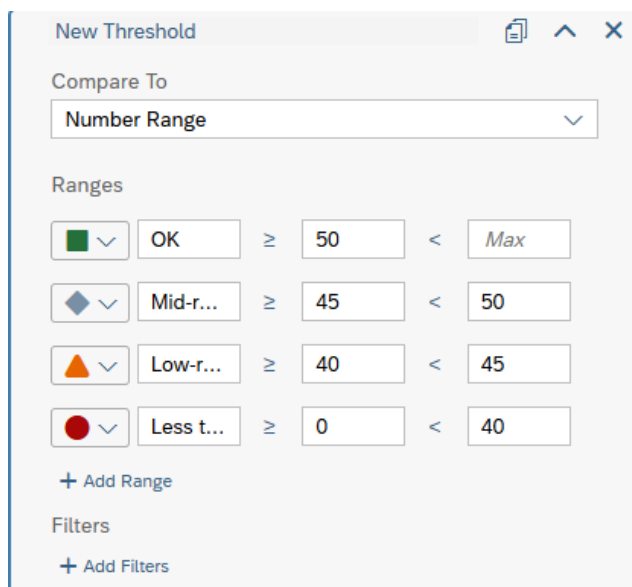 New Threshold
Compare To
Number Range
Ranges
OK ≥ 50 < Max
Mid-r... ≥ 45 < 50
Low-r... ≥ 40 < 45
Less t... ≥ 0 < 40
+ Add Range
Filters
+ Add Filters